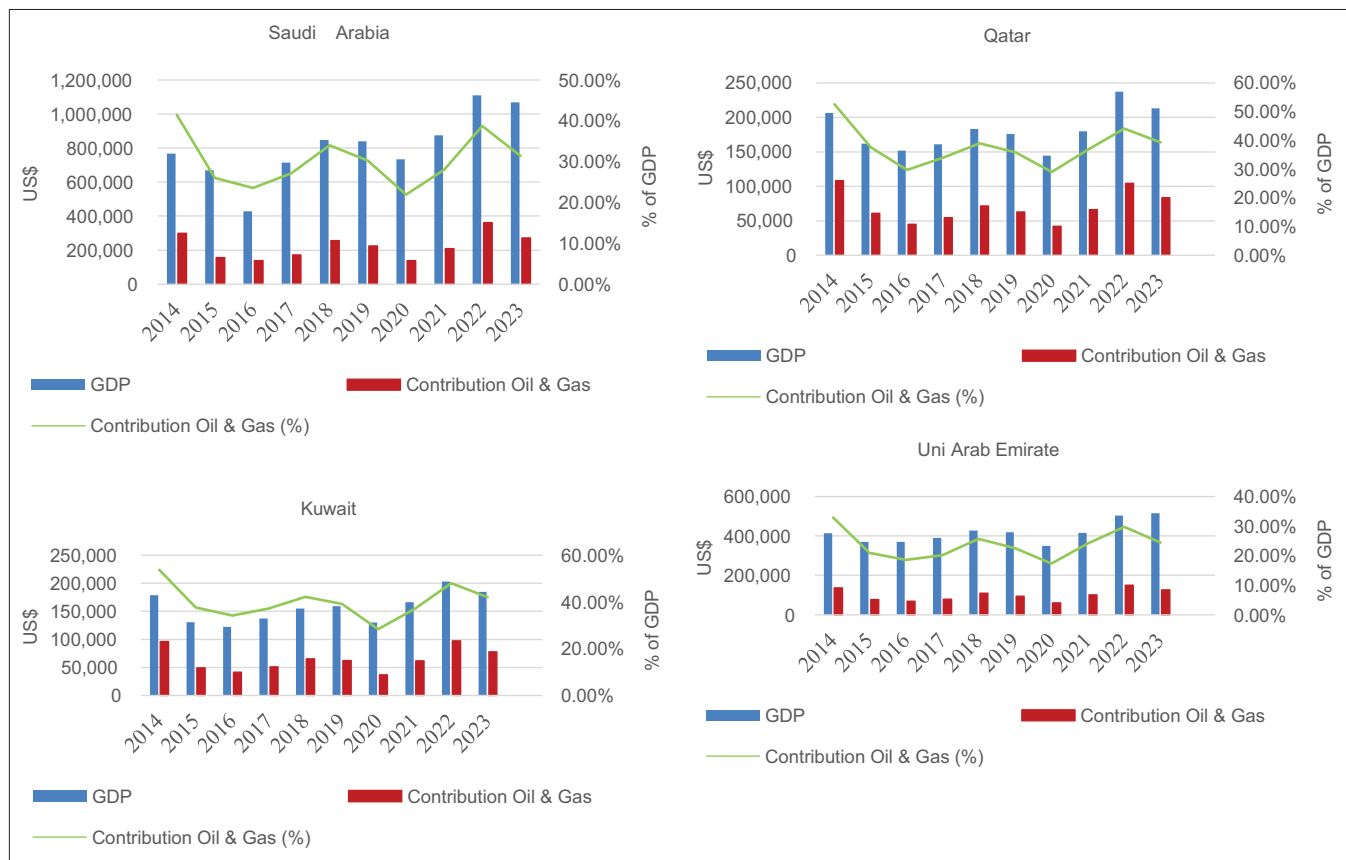 Saudi Arabia
1,200,000
1,000,000
800,000
600,000
400,000
200,000
0
US$
50.00%
40.00%
30.00%
20.00%
10.00%
0.00%
% of GDP
2014 2015 2016 2017 2018 2019 2020 2021 2022 2023
GDP
Contribution Oil & Gas
Contribution Oil & Gas (%)
Qatar
250,000
200,000
150,000
100,000
50,000
0
US$
60.00%
50.00%
40.00%
30.00%
20.00%
10.00%
0.00%
% of GDP
2014 2015 2016 2017 2018 2019 2020 2021 2022 2023
GDP
Contribution Oil & Gas
Contribution Oil & Gas (%)
Kuwait
250,000
200,000
150,000
100,000
50,000
0
US$
60.00%
40.00%
20.00%
0.00%
% of GDP
2014 2015 2016 2017 2018 2019 2020 2021 2022 2023
GDP
Contribution Oil & Gas
Contribution Oil & Gas (%)
Uni Arab Emirate
600,000
400,000
200,000
0
US$
40.00%
30.00%
20.00%
10.00%
0.00%
% of GDP
2014 2015 2016 2017 2018 2019 2020 2021 2022 2023
GDP
Contribution Oil & Gas
Contribution Oil & Gas (%)